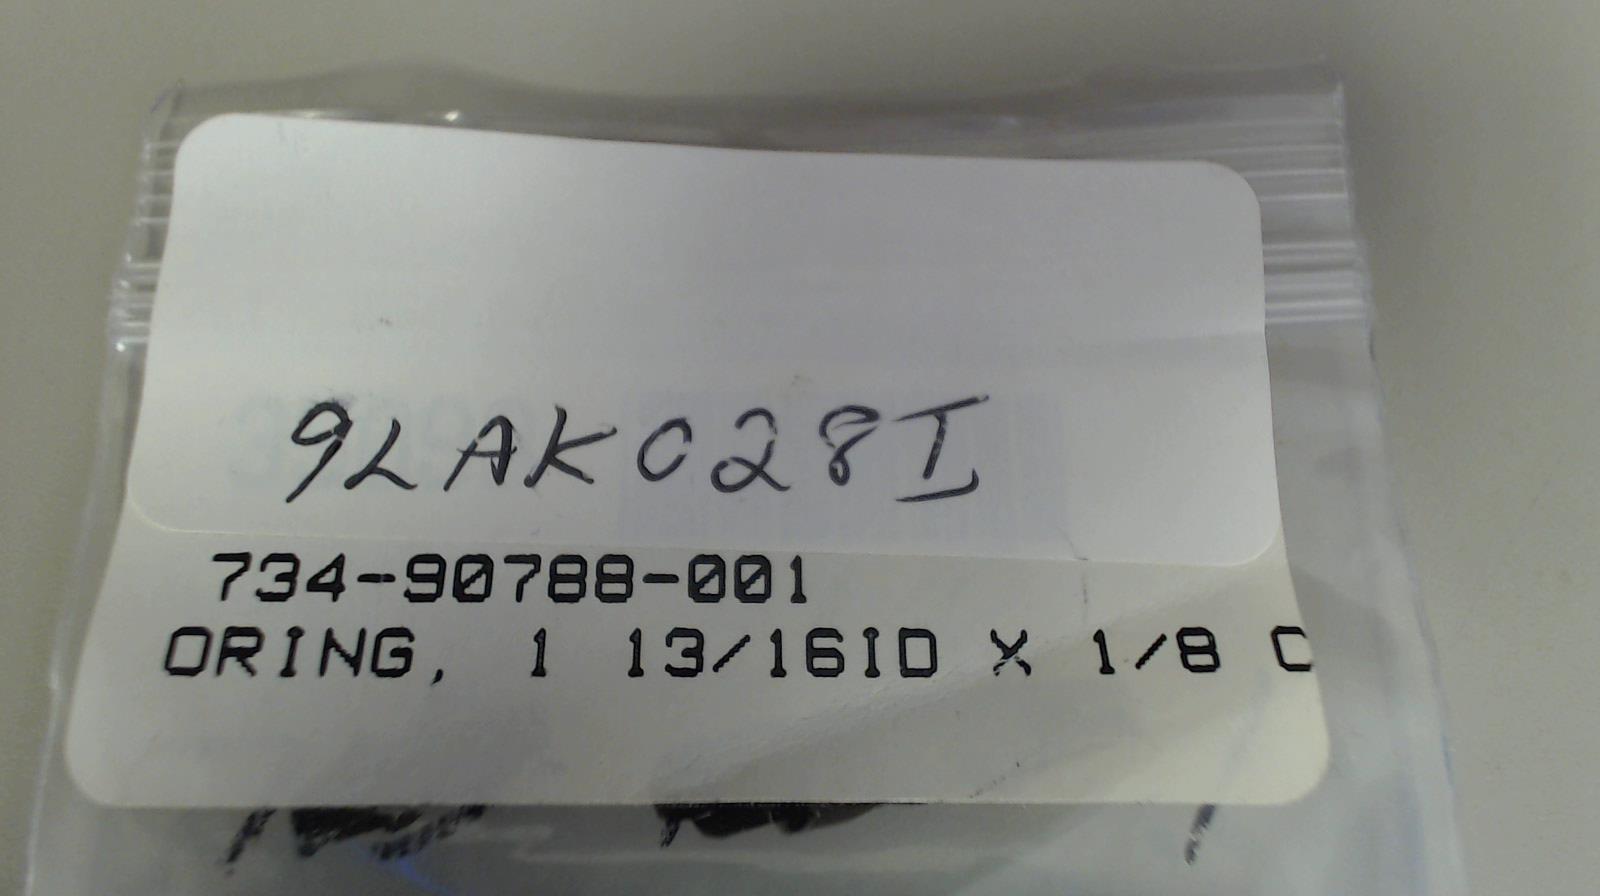 9LAK028I
734-90788-001
ORING, 1 13/16ID X 1/8 C